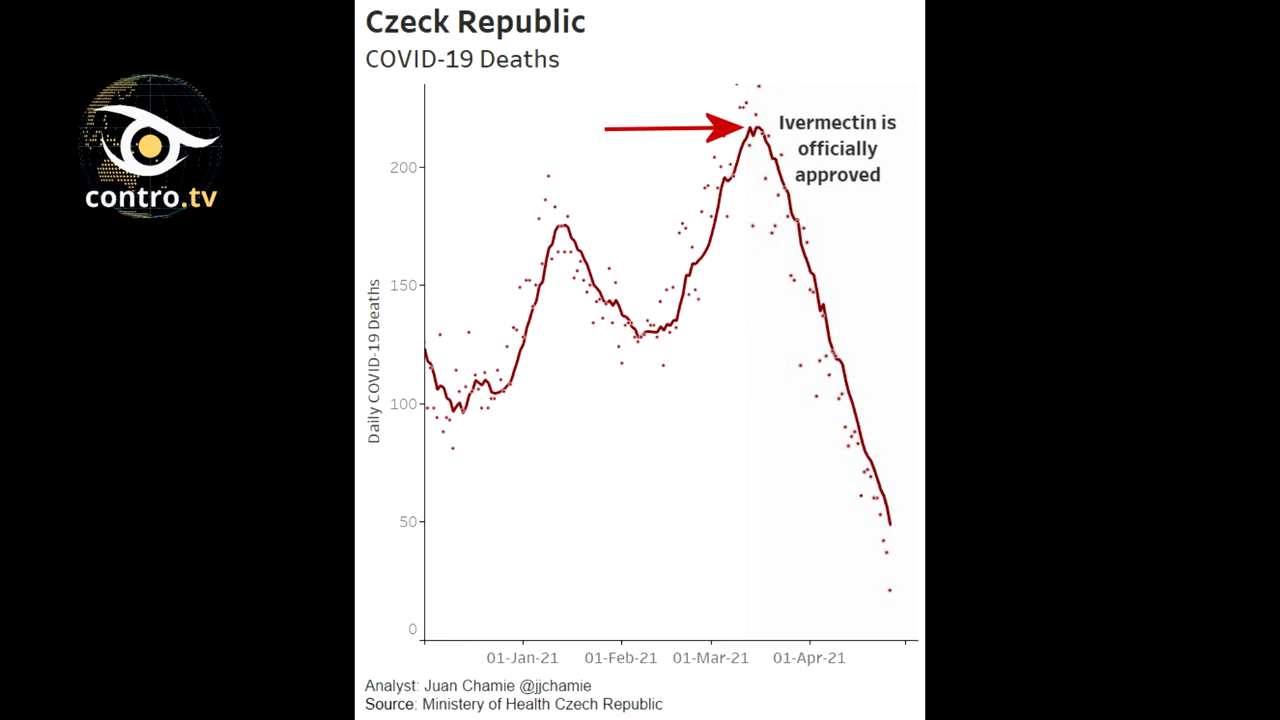 Czeck Republic
COVID-19 Deaths
contro.tv
Ivermectin is
officially
approved
Daily COVID-19 Deaths
200
150
100
50
0
01-Jan-21 01-Feb-21 01-Mar-21 01-Apr-21
Analyst: Juan Chamie @jjchamie
Source: Ministery of Health Czech Republic